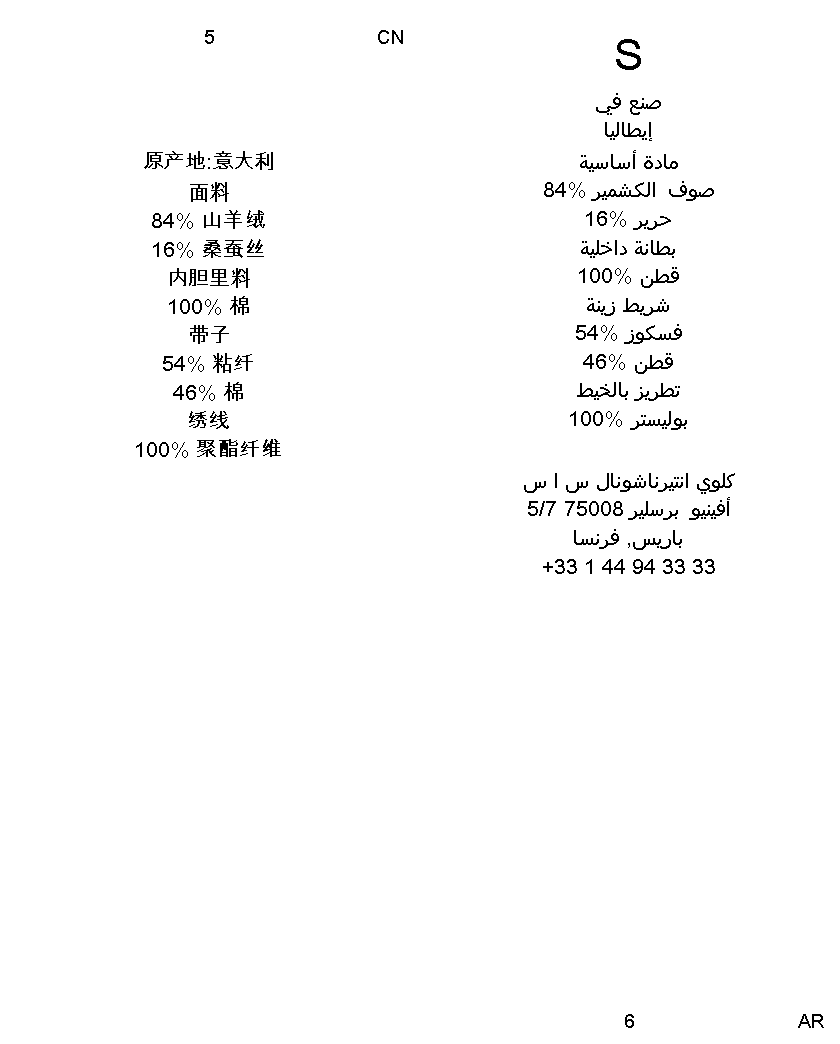 5
CN
原产地:意大利
面料
84% 山羊绒
16% 桑蚕丝
内胆里料
100% 棉
带子
54% 粘纤
46% 棉
绣线
100% 聚酯纤维
S
صنع في
إيطاليا
مادة أساسية
صوف الكشمير %84
حرير %16
بطانة داخلية
قطن %100
شريط زينة
فسكوز %54
قطن %46
تطريز بالخيط
بوليستر %100
كلوي انتيرناشونال س ا س
أفينيو برسلير 75008 5/7
باريس, فرنسا
+33 1 44 94 33 33
6
AR